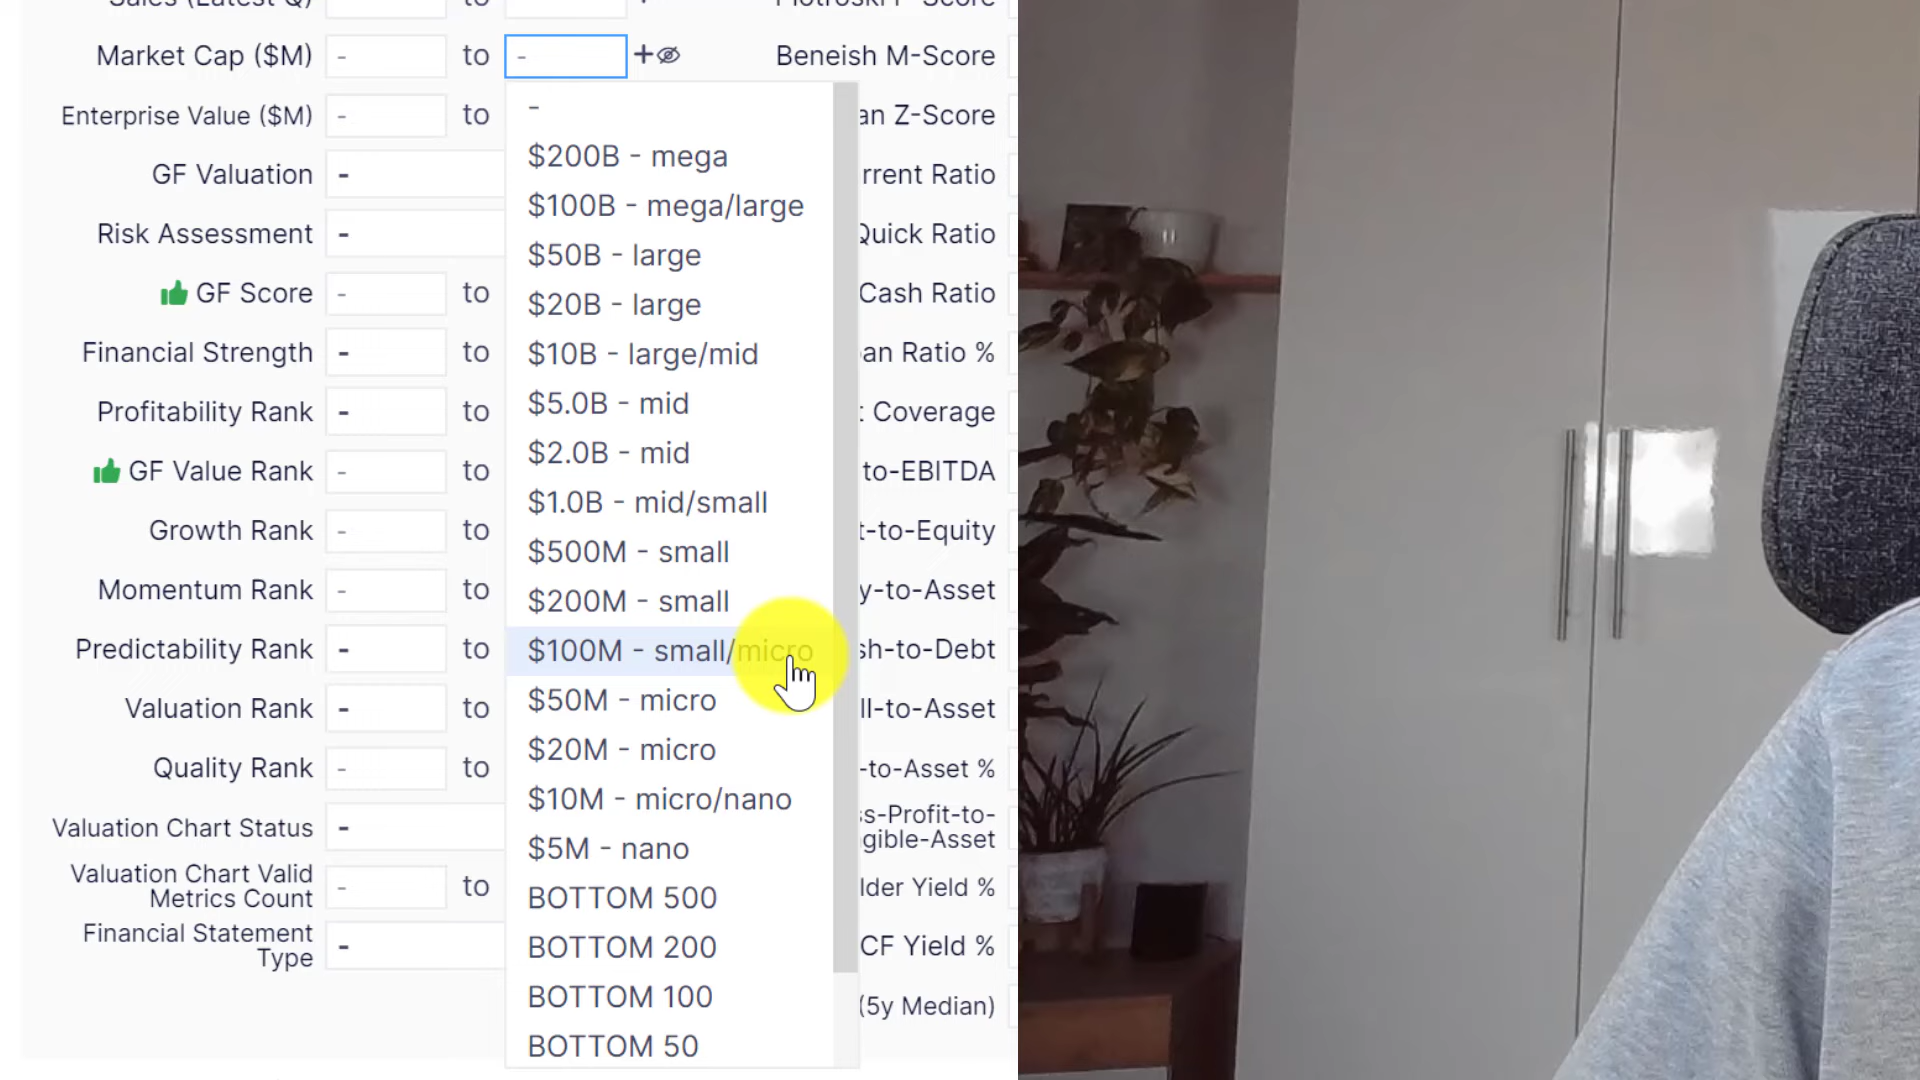 Market Cap ($M) - to - Beneish M-Score
Enterprise Value ($M) - to an Z-Score
GF Valuation - rrent Ratio
Risk Assessment - Quick Ratio
GF Score - to Cash Ratio
Financial Strength - to an Ratio %
Profitability Rank - to t Coverage
GF Value Rank - to to-EBITDA
Growth Rank - to t-to-Equity
Momentum Rank - to y-to-Asset
Predictability Rank - to sh-to-Debt
Valuation Rank - to ll-to-Asset
Quality Rank - to -to-Asset %
Valuation Chart Status - ss-Profit-to-
gible-Asset
Valuation Chart Valid
Metrics Count - to lder Yield %
Financial Statement
Type - CF Yield %
(5y Median)
-
$200B - mega
$100B - mega/large
$50B - large
$20B - large
$10B - large/mid
$5.0B - mid
$2.0B - mid
$1.0B - mid/small
$500M - small
$200M - small
$100M - small/micro
$50M - micro
$20M - micro
$10M - micro/nano
$5M - nano
BOTTOM 500
BOTTOM 200
BOTTOM 100
BOTTOM 50